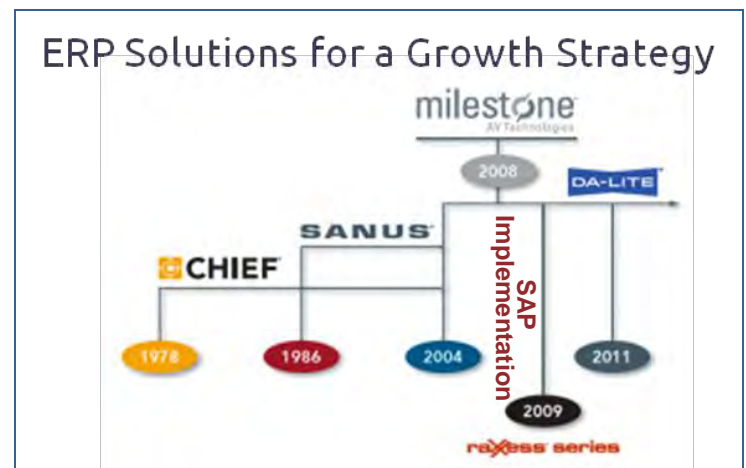 ERP Solutions for a Growth Strategy
milestone
AV Technologies
2008
DA-LITE
SANUS
CHIEF
SAP
Implementation
1978
1986
2004
2011
2009
raxess series